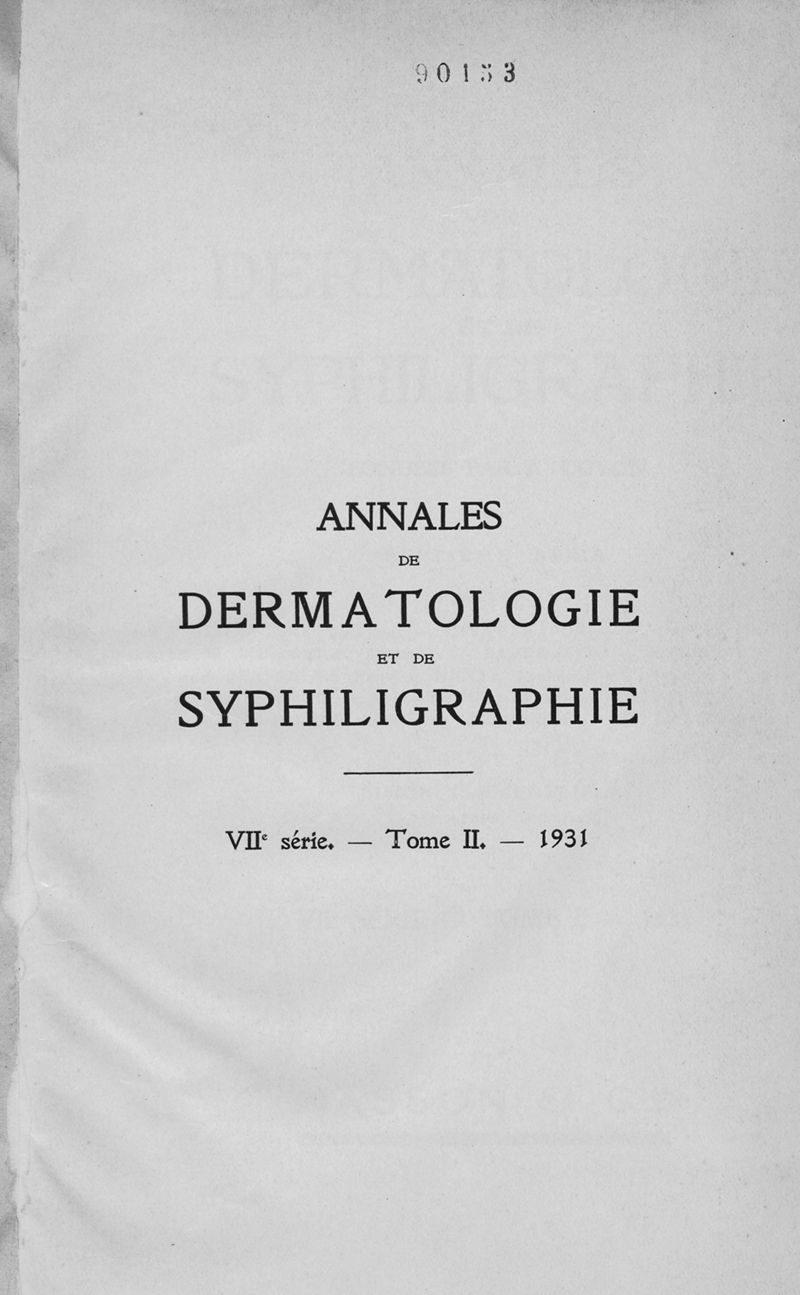 90153
ANNALES
DE
DERMATOLOGIE
ET DE
SYPHILIGRAPHIE
VIIe série. — Tome II. — 1931